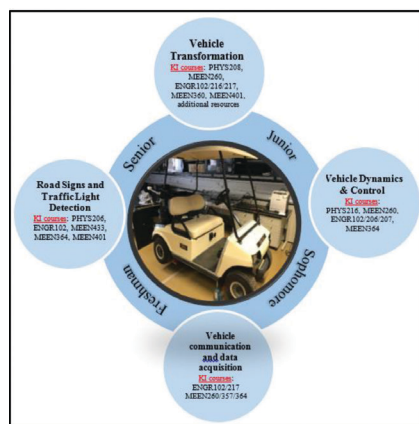 Vehicle
Transformation
KI courses: PHYS208,
MEEN260,
ENGR102/216/217,
MEEN360, MEEN401,
additional resources
Senior
Junior
Road Signs and
Traffic Light
Detection
KI courses: PHYS206,
ENGR102, MEEN433,
MEEN364, MEEN401
Vehicle Dynamics
& Control
KI courses:
PHYS216, MEEN260,
ENGR102/206/207,
MEEN364
Freshman
Sophomore
Vehicle
communication
and data
acquisition
KI courses:
ENGR102/217
MEEN260/357/364